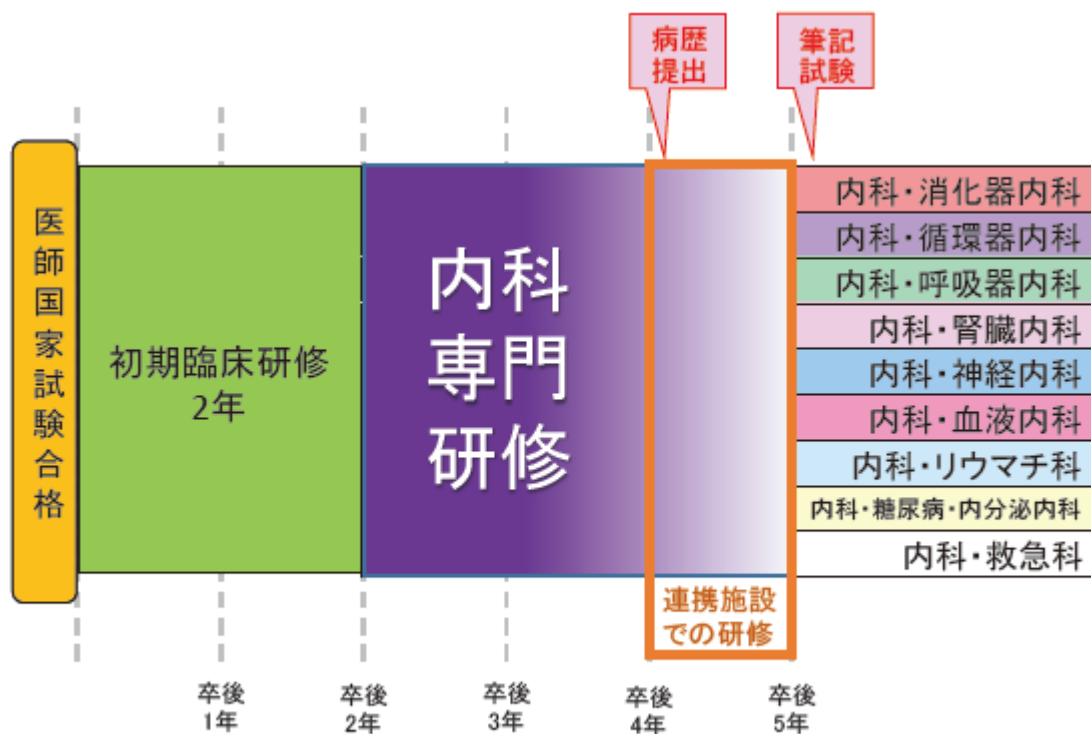 病歴
提出
筆記
試験
医師国家試験合格
初期臨床研修
2年
内科
専門
研修
内科・消化器内科
内科・循環器内科
内科・呼吸器内科
内科・腎臓内科
内科・神経内科
内科・血液内科
内科・リウマチ科
内科・糖尿病・内分泌内科
内科・救急科
連携施設
での研修
卒後
1年
卒後
2年
卒後
3年
卒後
4年
卒後
5年